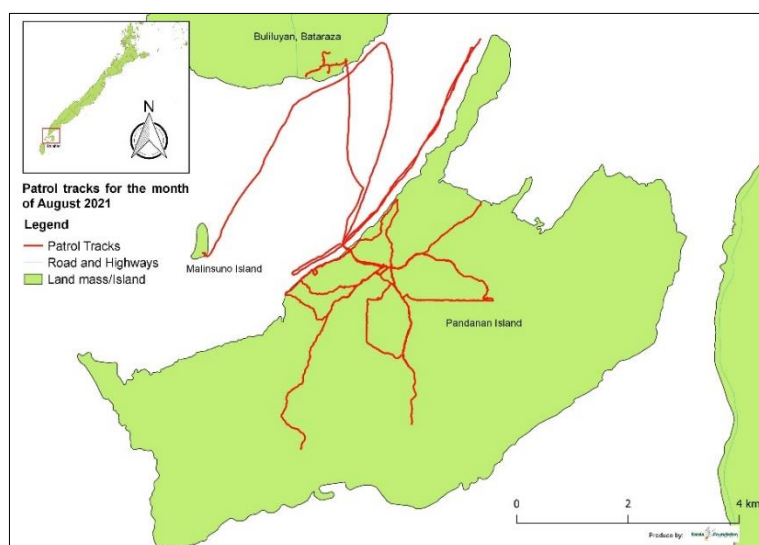 Buliluyan, Bataraza
N
Patrol tracks for the month
of August 2021
Legend
Patrol Tracks
Road and Highways
Land mass/Island
Malinsuno Island
Pandanan Island
0 2 4 km
Produce by:
Foundation